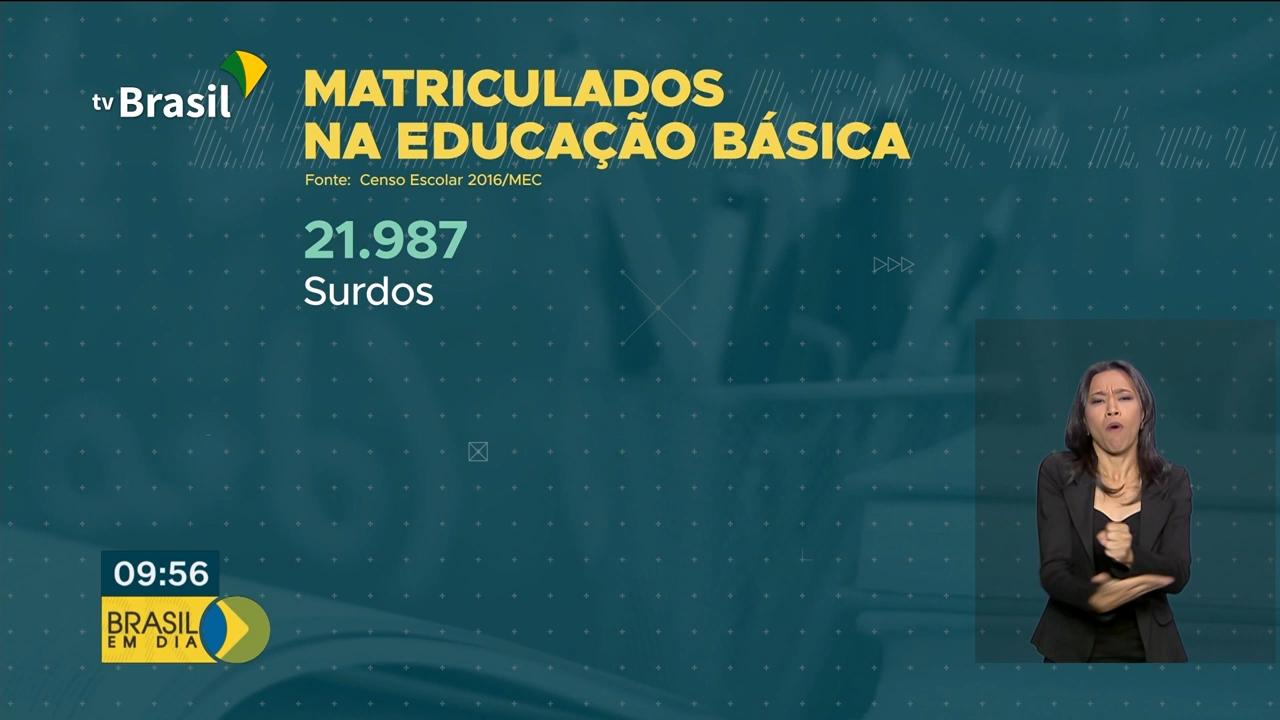 tv Brasil
MATRICULADOS
NA EDUCAÇÃO BÁSICA
Fonte: Censo Escolar 2016/MEC
21.987
Surdos
09:56
BRASIL
EM DIA